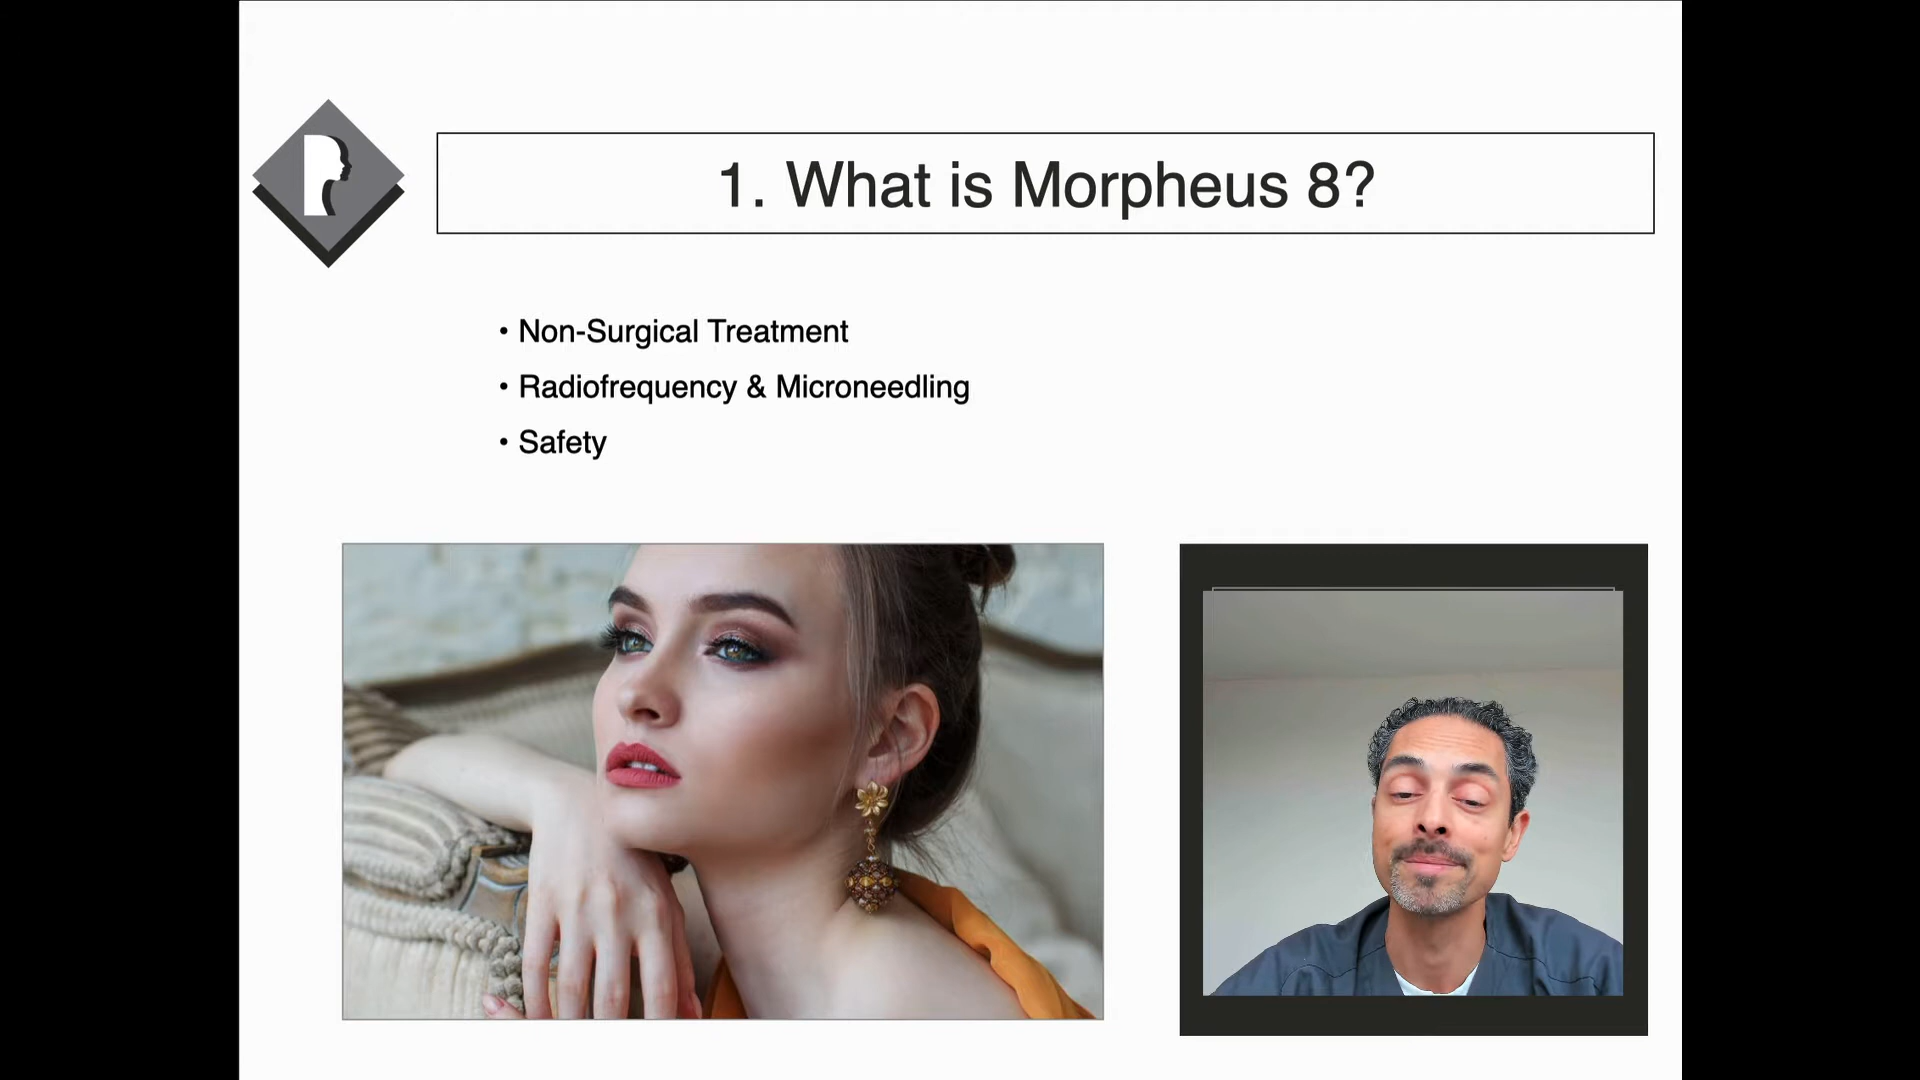 1. What is Morpheus 8?
• Non-Surgical Treatment
• Radiofrequency & Microneedling
• Safety